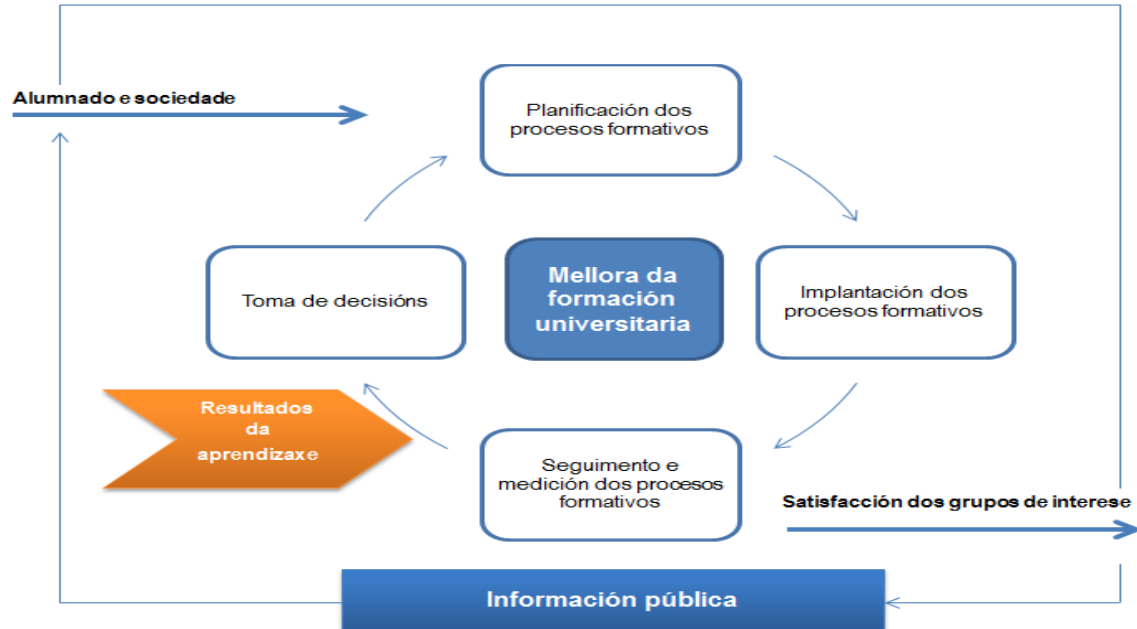 Alumnado e sociedade
Planificación dos
procesos formativos
Toma de decisións
Mellora da
formación
universitaria
Implantación dos
procesos formativos
Resultados
da
aprendizaxe
Seguimento e
medición dos procesos
formativos
Satisfacción dos grupos de interese
Información pública